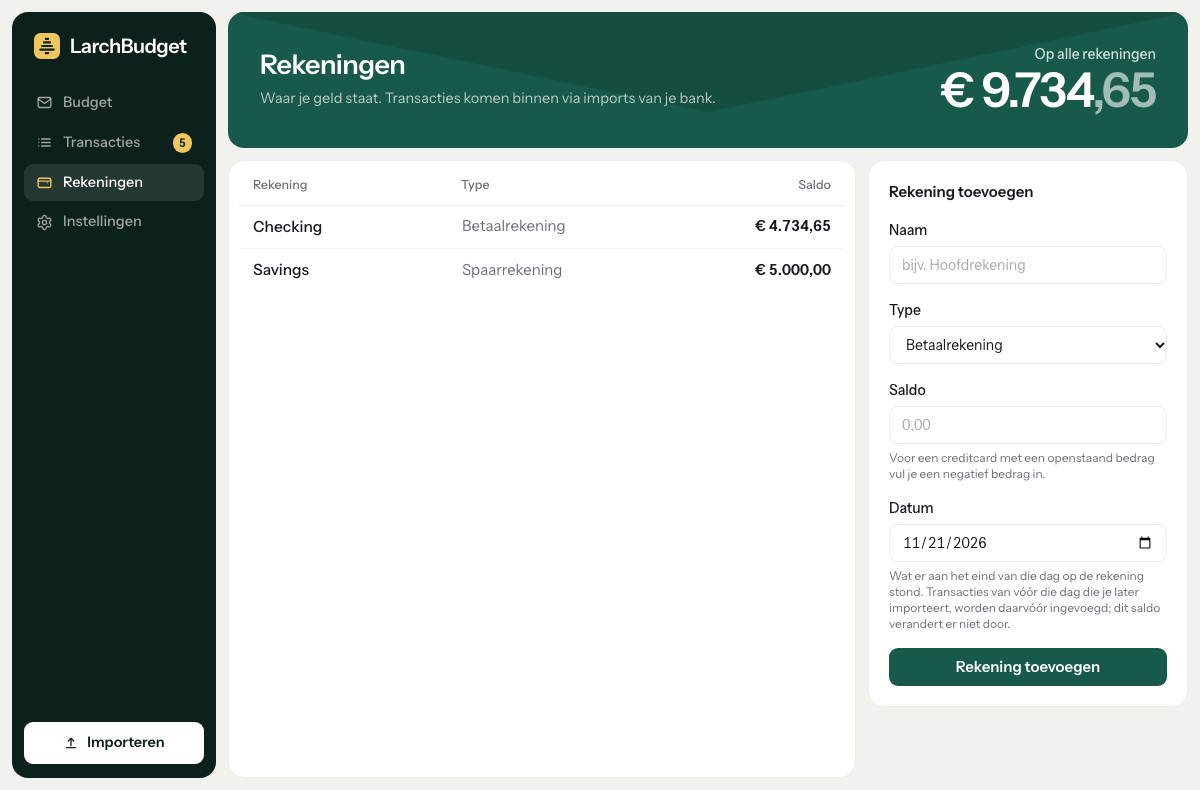 LarchBudget
Budget
Transacties 5
Rekeningen
Instellingen
Importeren
Rekeningen
Waar je geld staat. Transacties komen binnen via imports van je bank.
Op alle rekeningen
€ 9.734,65
Rekening Type Saldo
Checking Betaalrekening € 4.734,65
Savings Spaarrekening € 5.000,00
Rekening toevoegen
Naam
bijv. Hoofdrekening
Type
Betaalrekening
Saldo
0,00
Voor een creditcard met een openstaand bedrag
vul je een negatief bedrag in.
Datum
11/21/2026
Wat er aan het eind van die dag op de rekening
stond. Transacties van vóór die dag die je later
importeert, worden daarvóór ingevoegd; dit saldo
verandert er niet door.
Rekening toevoegen